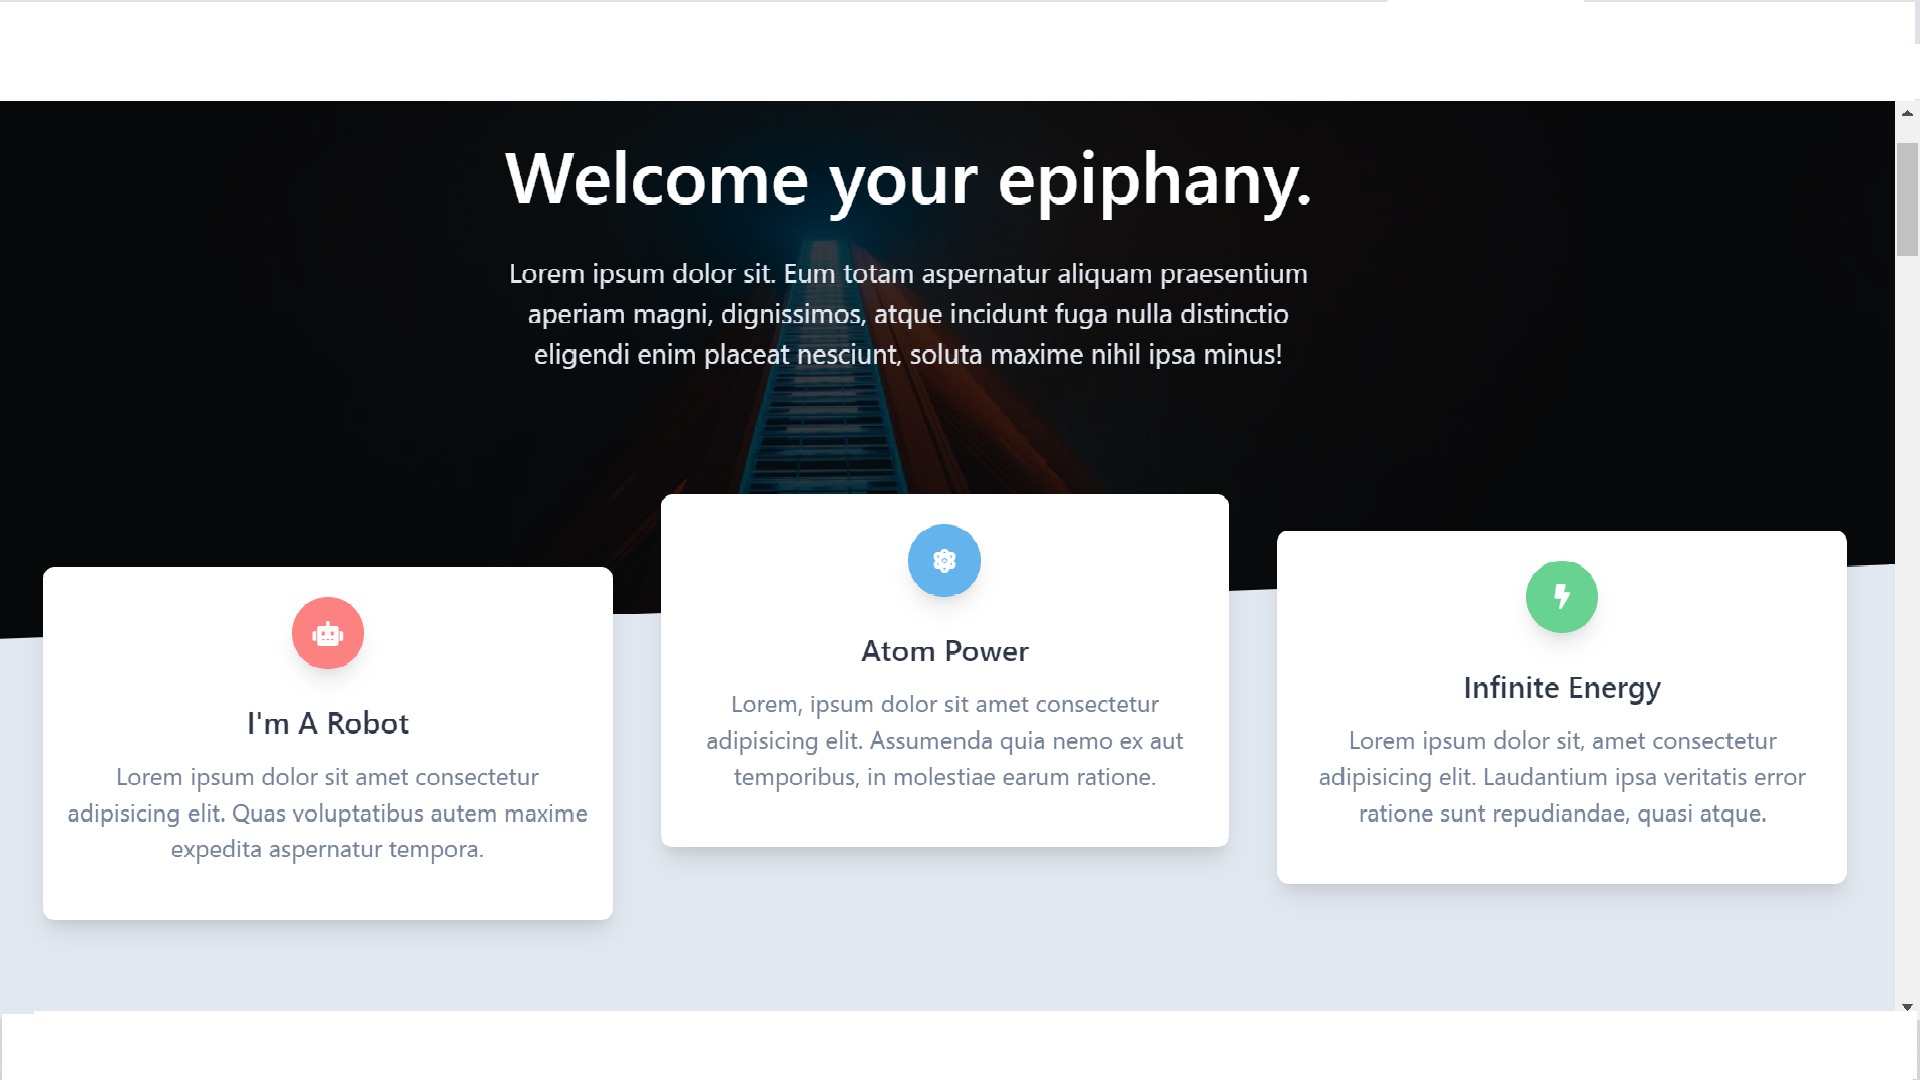 Welcome your epiphany.
Lorem ipsum dolor sit. Eum totam aspernatur aliquam praesentium
aperiam magni, dignissimos, atque incidunt fuga nulla distinctio
eligendi enim placeat nesciunt, soluta maxime nihil ipsa minus!
I'm A Robot
Lorem ipsum dolor sit amet consectetur
adipisicing elit. Quas voluptatibus autem maxime
expedita aspernatur tempora.
Atom Power
Lorem, ipsum dolor sit amet consectetur
adipisicing elit. Assumenda quia nemo ex aut
temporibus, in molestiae earum ratione.
Infinite Energy
Lorem ipsum dolor sit, amet consectetur
adipisicing elit. Laudantium ipsa veritatis error
ratione sunt repudiandae, quasi atque.